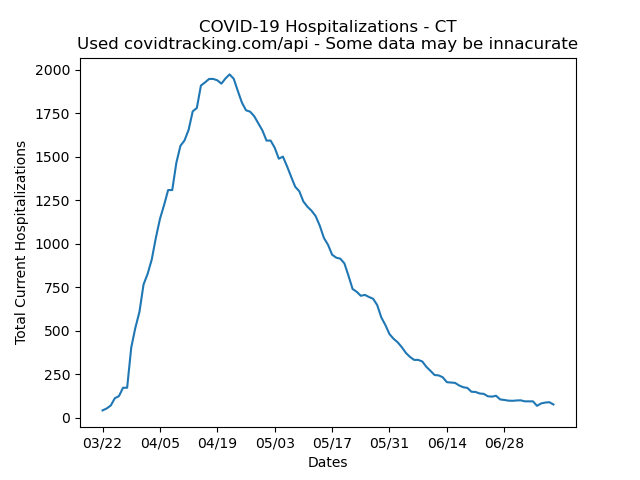 COVID-19 Hospitalizations - CT
Used covidtracking.com/api - Some data may be innacurate
2000
1750
1500
1250
1000
750
500
250
0
Total Current Hospitalizations
03/22 04/05 04/19 05/03 05/17 05/31 06/14 06/28
Dates